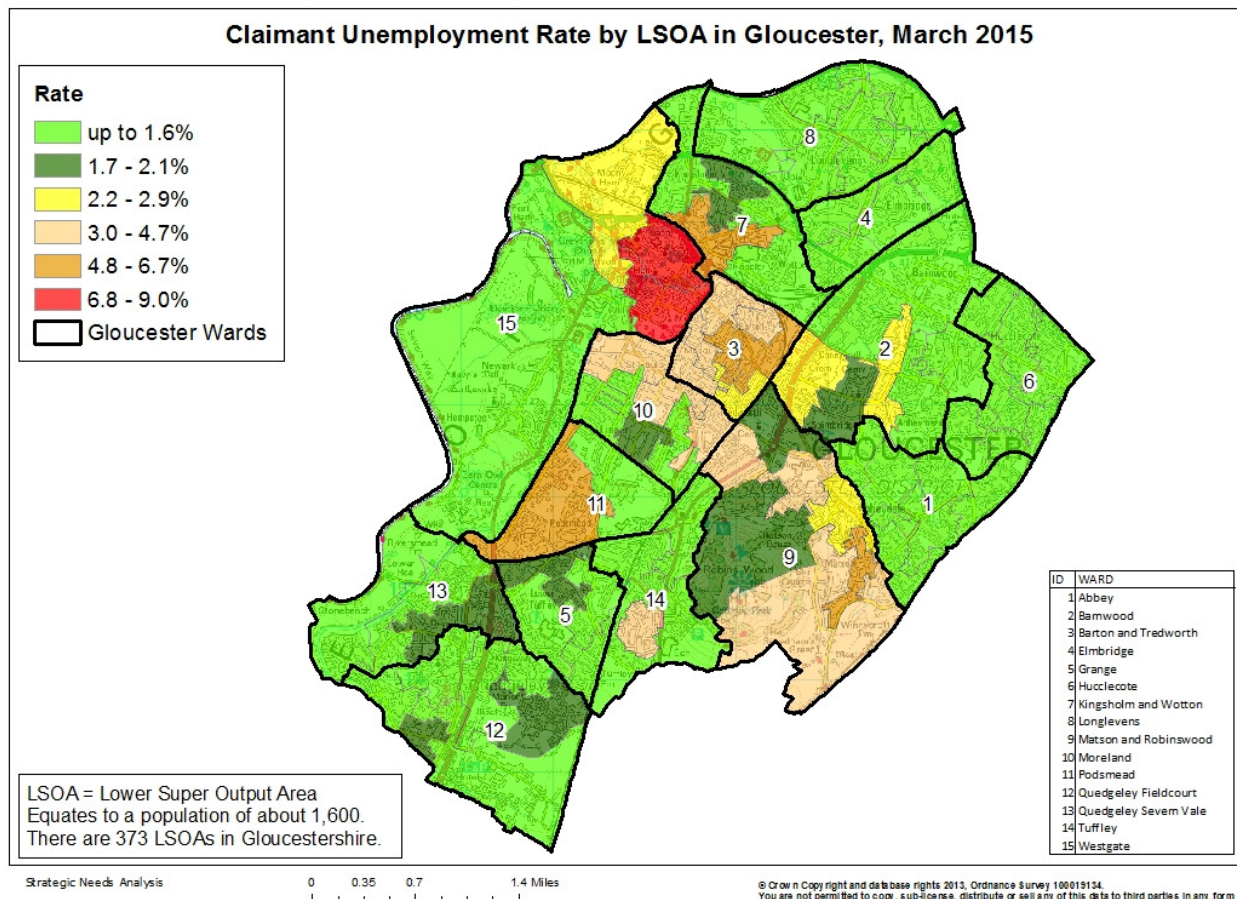 Claimant Unemployment Rate by LSOA in Gloucester, March 2015
Rate
up to 1.6%
1.7 - 2.1%
2.2 - 2.9%
3.0 - 4.7%
4.8 - 6.7%
6.8 - 9.0%
Gloucester Wards
8
7
4
15
3
2
6
10
GLOUCESTER
1
11
9
13
14
5
12
ID WARD
1 Abbey
2 Barnwood
3 Barton and Tredworth
4 Elmbridge
5 Grange
6 Hucclecote
7 Kingsholm and Wotton
8 Longlevens
9 Matson and Robinswood
10 Moreland
11 Podsmead
12 Quedgeley Fieldcourt
13 Quedgeley Severn Vale
14 Tuffley
15 Westgate
LSOA = Lower Super Output Area
Equates to a population of about 1,600.
There are 373 LSOAs in Gloucestershire.
Strategic Needs Analysis
0 0.35 0.7 1.4 Miles
© Crown Copyright and database rights 2013, Ordnance Survey 100019134.
You are not permitted to copy, sub-license, distribute or sell any of this data to third parties in any form